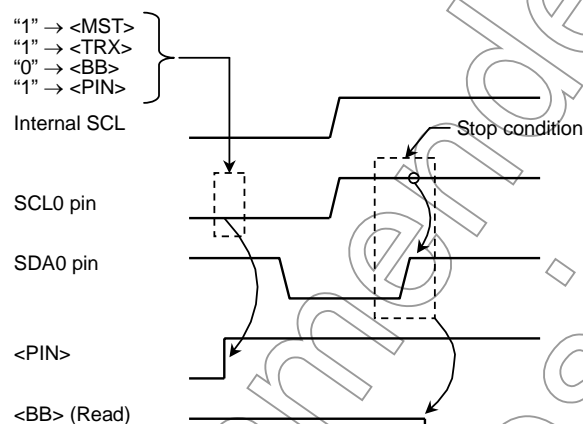 “1” → <MST>
“1” → <TRX>
“0” → <BB>
“1” → <PIN>
Internal SCL
Stop condition
SCL0 pin
SDA0 pin
<PIN>
<BB> (Read)